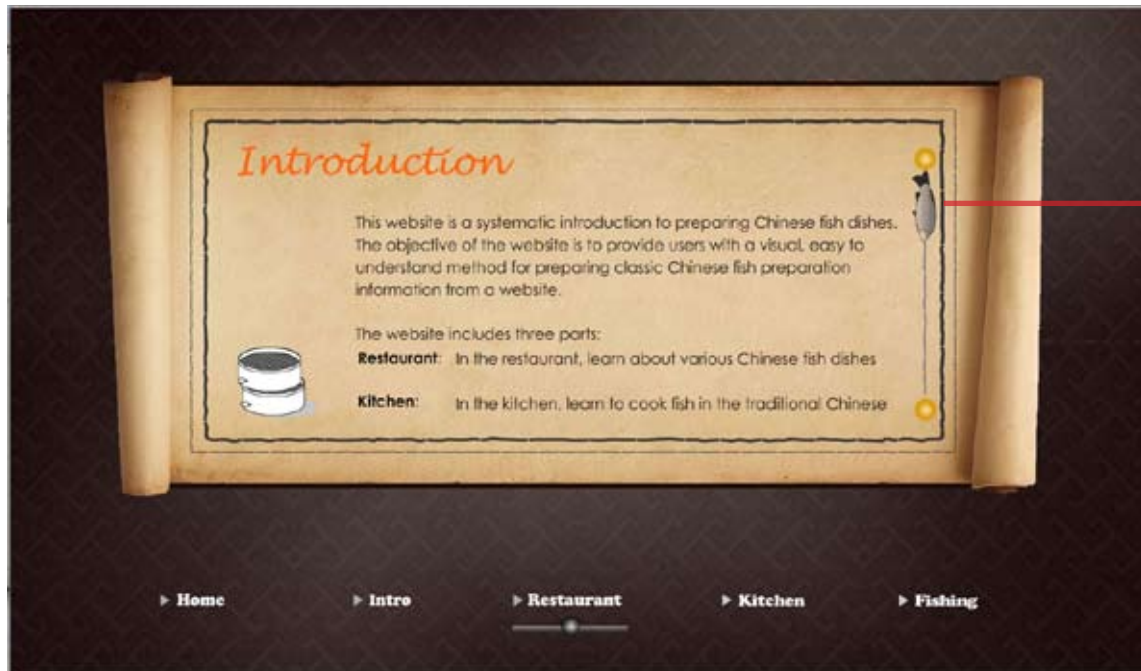 Introduction
This website is a systematic introduction to preparing Chinese fish dishes.
The objective of the website is to provide users with a visual, easy to
understand method for preparing classic Chinese fish preparation
information from a website.
The website includes three parts:
Restaurant: In the restaurant, learn about various Chinese fish dishes
Kitchen: In the kitchen, learn to cook fish in the traditional Chinese
Home Intro Restaurant Kitchen Fishing